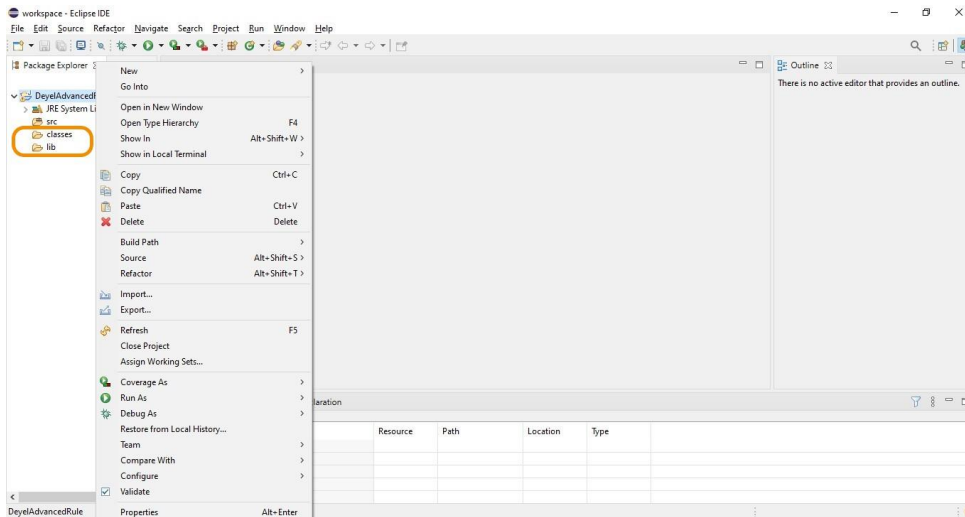 workspace - Eclipse IDE
File Edit Source Refactor Navigate Search Project Run Window Help
Package Explorer
Outline
There is no active editor that provides an outline.
DeyelAdvancedR
JRE System Li
src
classes
lib
New
Go Into
Open in New Window
Open Type Hierarchy F4
Show In Alt+Shift+W >
Show in Local Terminal
Copy Ctrl+C
Copy Qualified Name
Paste Ctrl+V
Delete Delete
Build Path
Source Alt+Shift+S >
Refactor Alt+Shift+T >
Import...
Export...
Refresh F5
Close Project
Assign Working Sets...
Coverage As
Run As
Debug As
Restore from Local History...
Team
Compare With
Configure
Validate
Properties Alt+Enter
laration
Resource Path Location Type
DeyelAdvancedRule